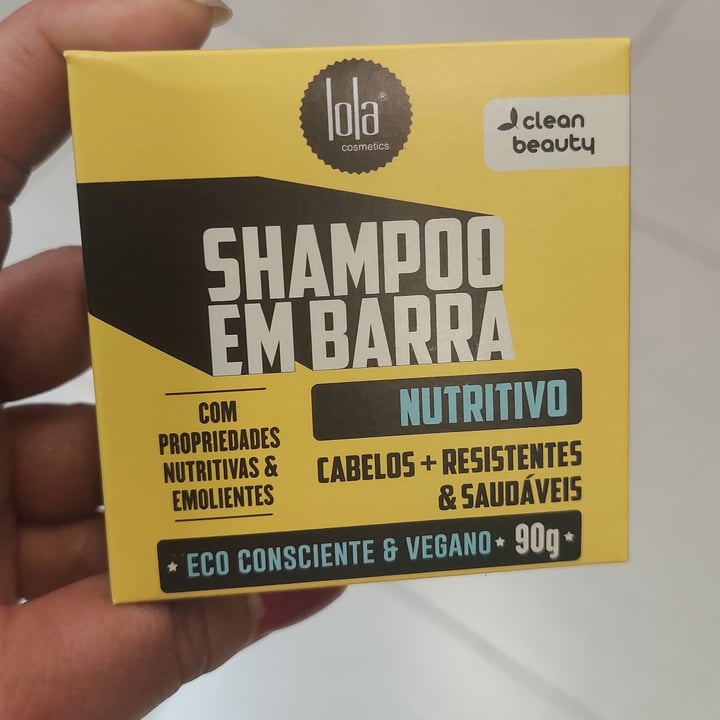 lola®
cosmetics
clean
beauty
SHAMPOO
EM BARRA
NUTRITIVO
COM
PROPRIEDADES
NUTRITIVAS &
EMOLIENTES
CABELOS + RESISTENTES
& SAUDÁVEIS
ECO CONSCIENTE & VEGANO 90g